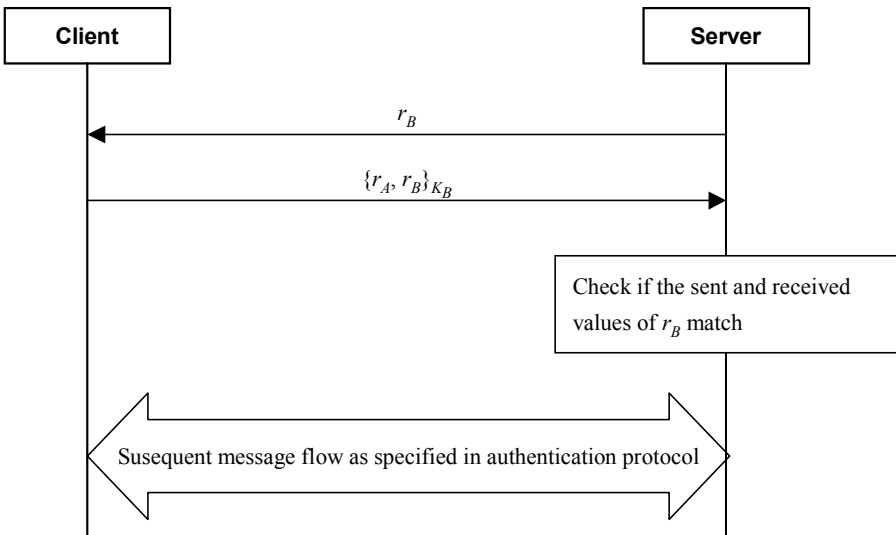 Client
Server
r_B
{r_A, r_B}_{K_B}
Check if the sent and received
values of r_B match
Susequent message flow as specified in authentication protocol